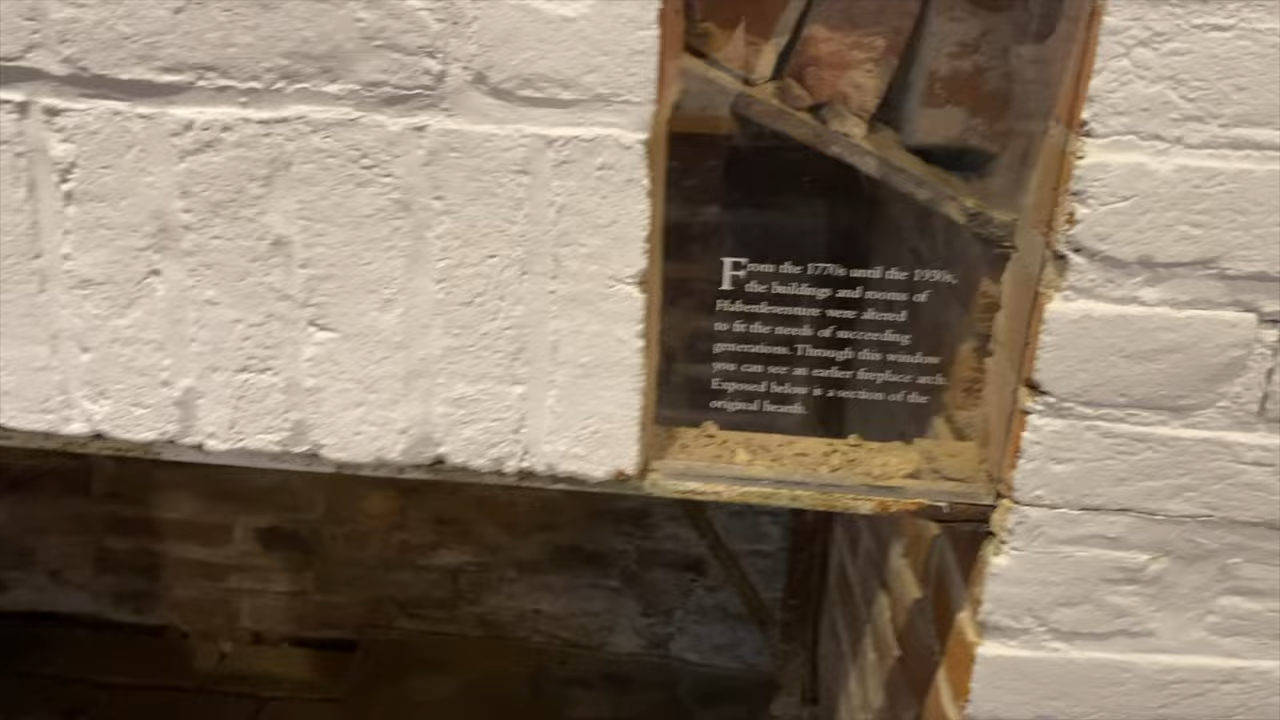 From the 1770s until the 1930s,
the buildings and rooms of
Haberdeventure were altered
to fit the needs of succeeding
generations. Through this window
you can see an earlier fireplace arch.
Exposed below is a section of the
original hearth.